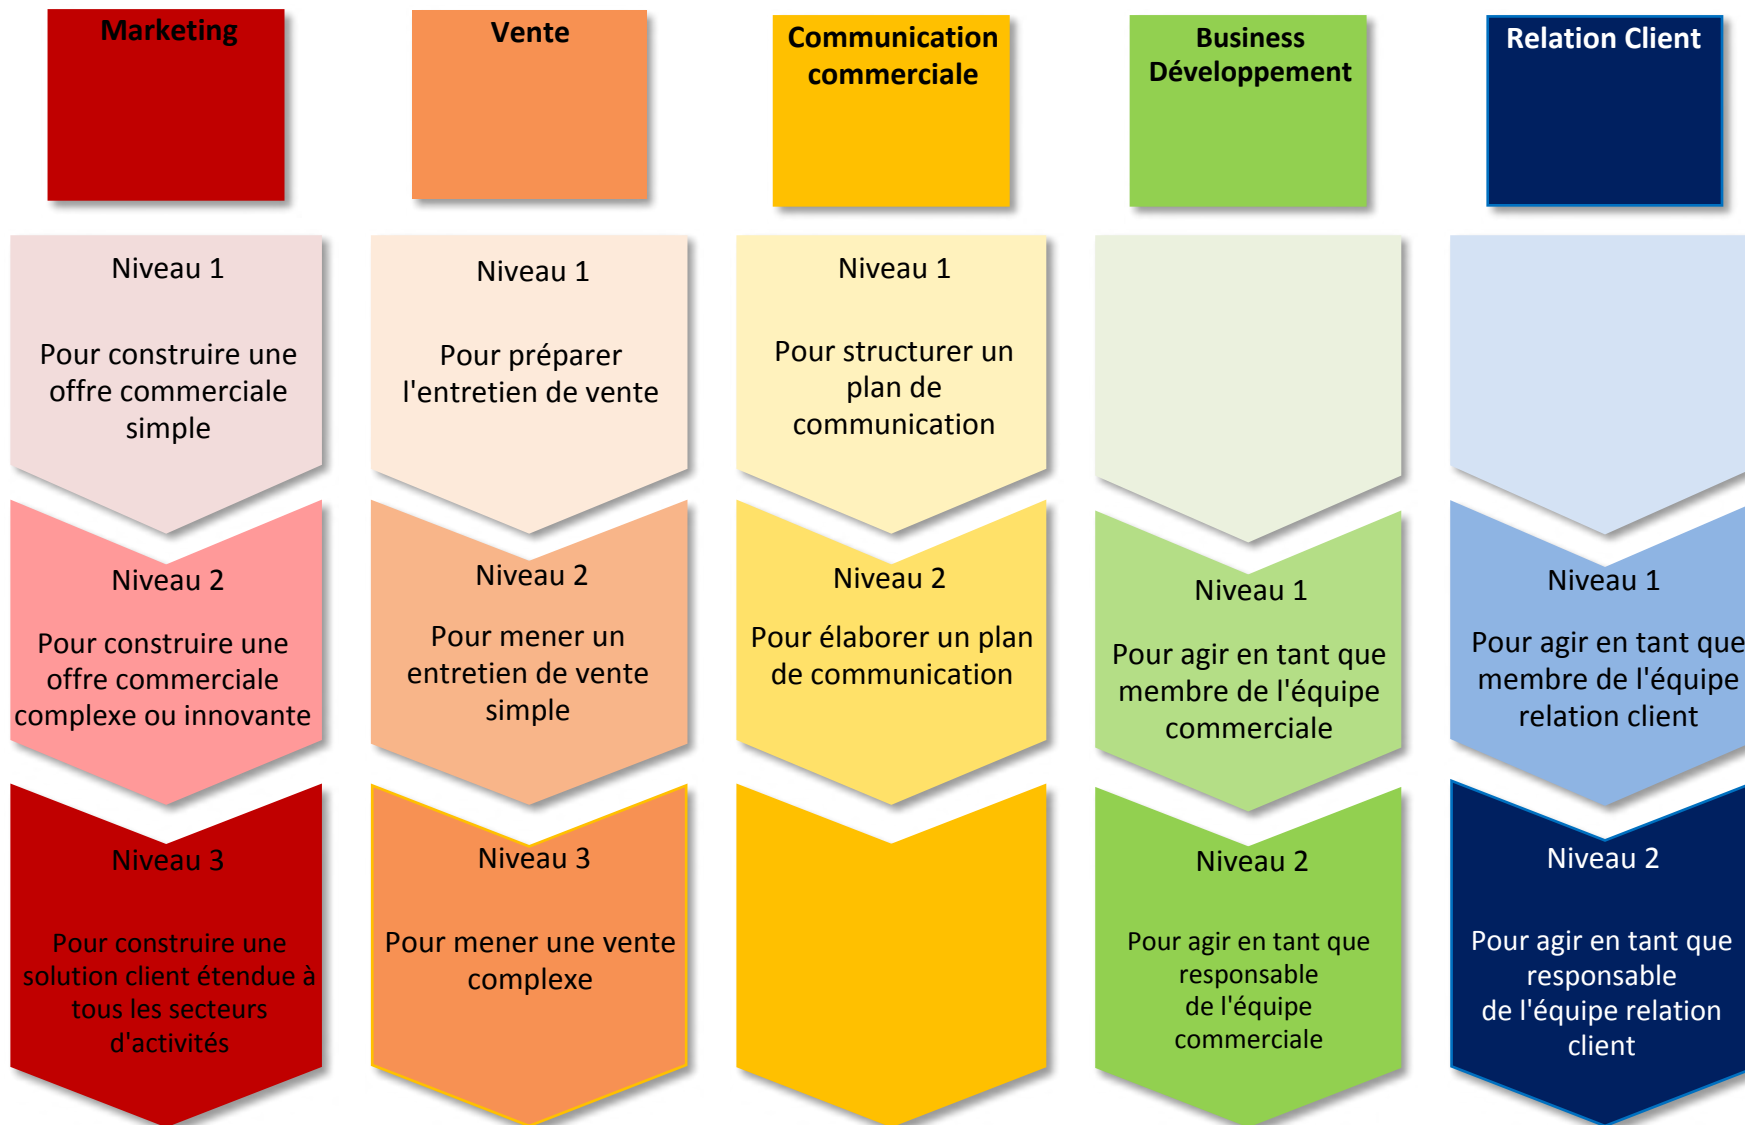 Marketing
Vente
Communication
commerciale
Business
Développement
Relation Client
Niveau 1
Pour construire une
offre commerciale
simple
Niveau 1
Pour préparer
l'entretien de vente
Niveau 1
Pour structurer un
plan de
communication
Niveau 2
Pour construire une
offre commerciale
complexe ou innovante
Niveau 2
Pour mener un
entretien de vente
simple
Niveau 2
Pour élaborer un plan
de communication
Niveau 1
Pour agir en tant que
membre de l'équipe
commerciale
Niveau 1
Pour agir en tant que
membre de l'équipe
relation client
Niveau 3
Pour construire une
solution client étendue à
tous les secteurs
d'activités
Niveau 3
Pour mener une vente
complexe
Niveau 2
Pour agir en tant que
responsable
de l'équipe
commerciale
Niveau 2
Pour agir en tant que
responsable
de l'équipe relation
client